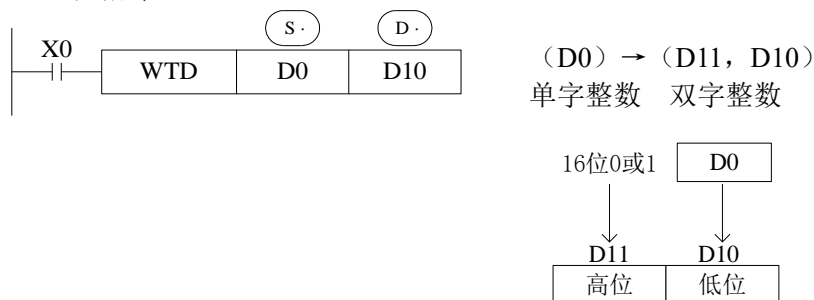 S · D ·
X0
WTD D0 D10
（D0）→（D11，D10）
单字整数 双字整数
16位0或1 D0
D11 D10
高位 低位